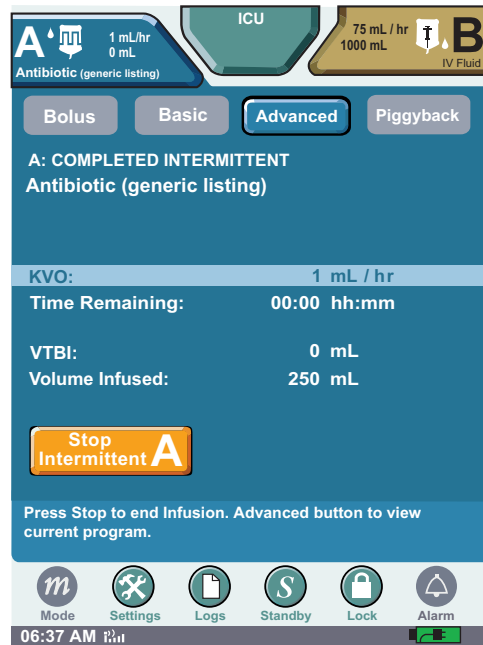 ICU
A
1 mL/hr
0 mL
Antibiotic (generic listing)
75 mL / hr
1000 mL
B
IV Fluid
Bolus
Basic
Advanced
Piggyback
A: COMPLETED INTERMITTENT
Antibiotic (generic listing)
KVO: 1 mL / hr
Time Remaining: 00:00 hh:mm
VTBI: 0 mL
Volume Infused: 250 mL
Stop
Intermittent A
Press Stop to end Infusion. Advanced button to view
current program.
m
S
Mode
Settings
Logs
Standby
Lock
Alarm
06:37 AM